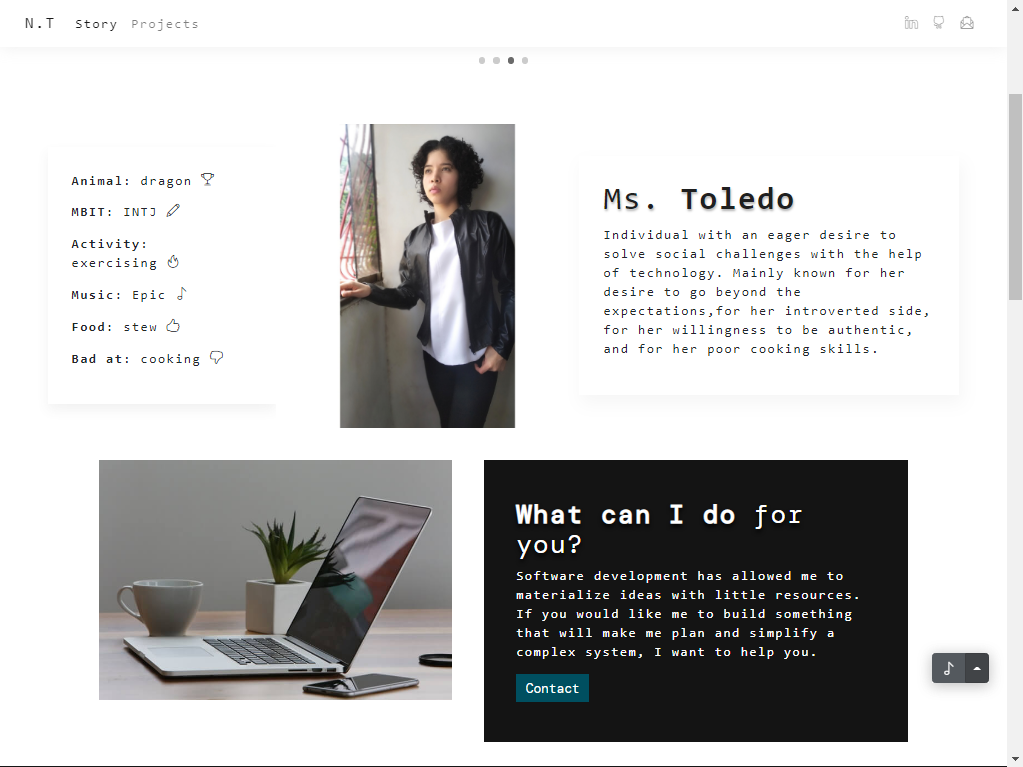 N.T Story Projects
Animal: dragon
MBIT: INTJ
Activity:
exercising
Music: Epic
Food: stew
Bad at: cooking
Ms. Toledo
Individual with an eager desire to
solve social challenges with the help
of technology. Mainly known for her
desire to go beyond the
expectations,for her introverted side,
for her willingness to be authentic,
and for her poor cooking skills.
What can I do for
you?
Software development has allowed me to
materialize ideas with little resources.
If you would like me to build something
that will make me plan and simplify a
complex system, I want to help you.
Contact